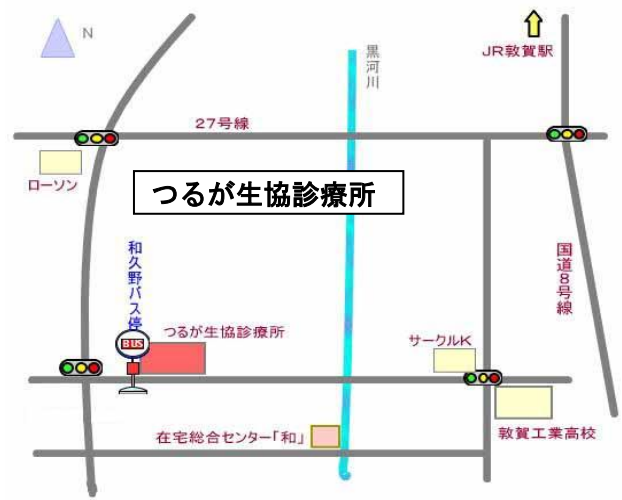 N
JR敦賀駅
黒河川
27号線
ローソン
つるが生協診療所
和久野バス停
国道8号線
BUS
つるが生協診療所
サークルK
敦賀工業高校
在宅総合センター「和」